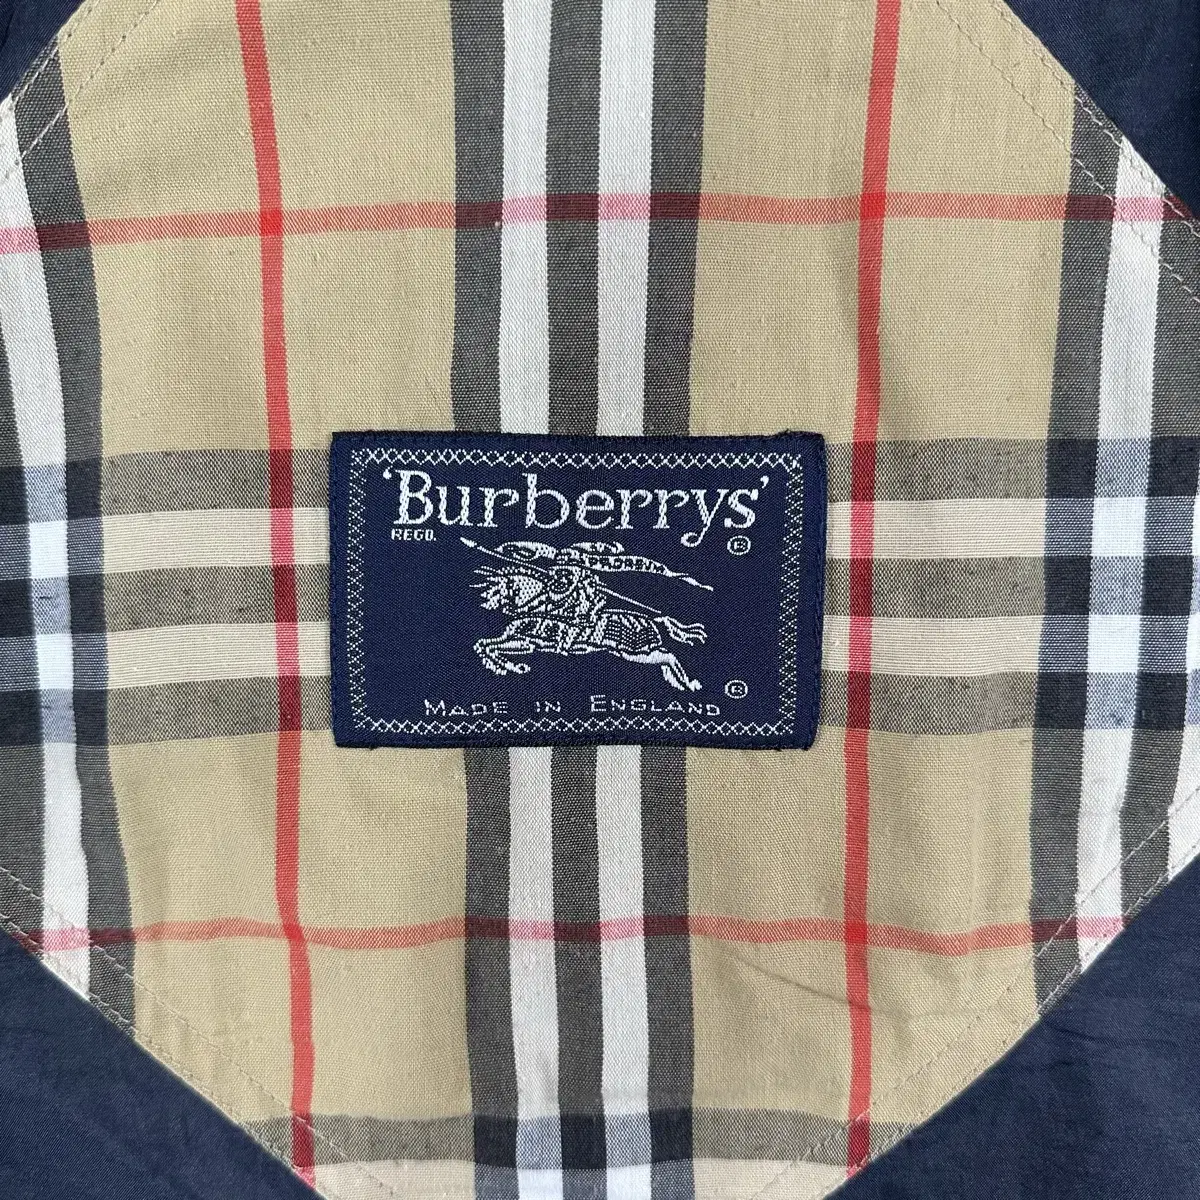 'Burberrys'
REGD.
®
PRORSUM
®
MADE IN ENGLAND